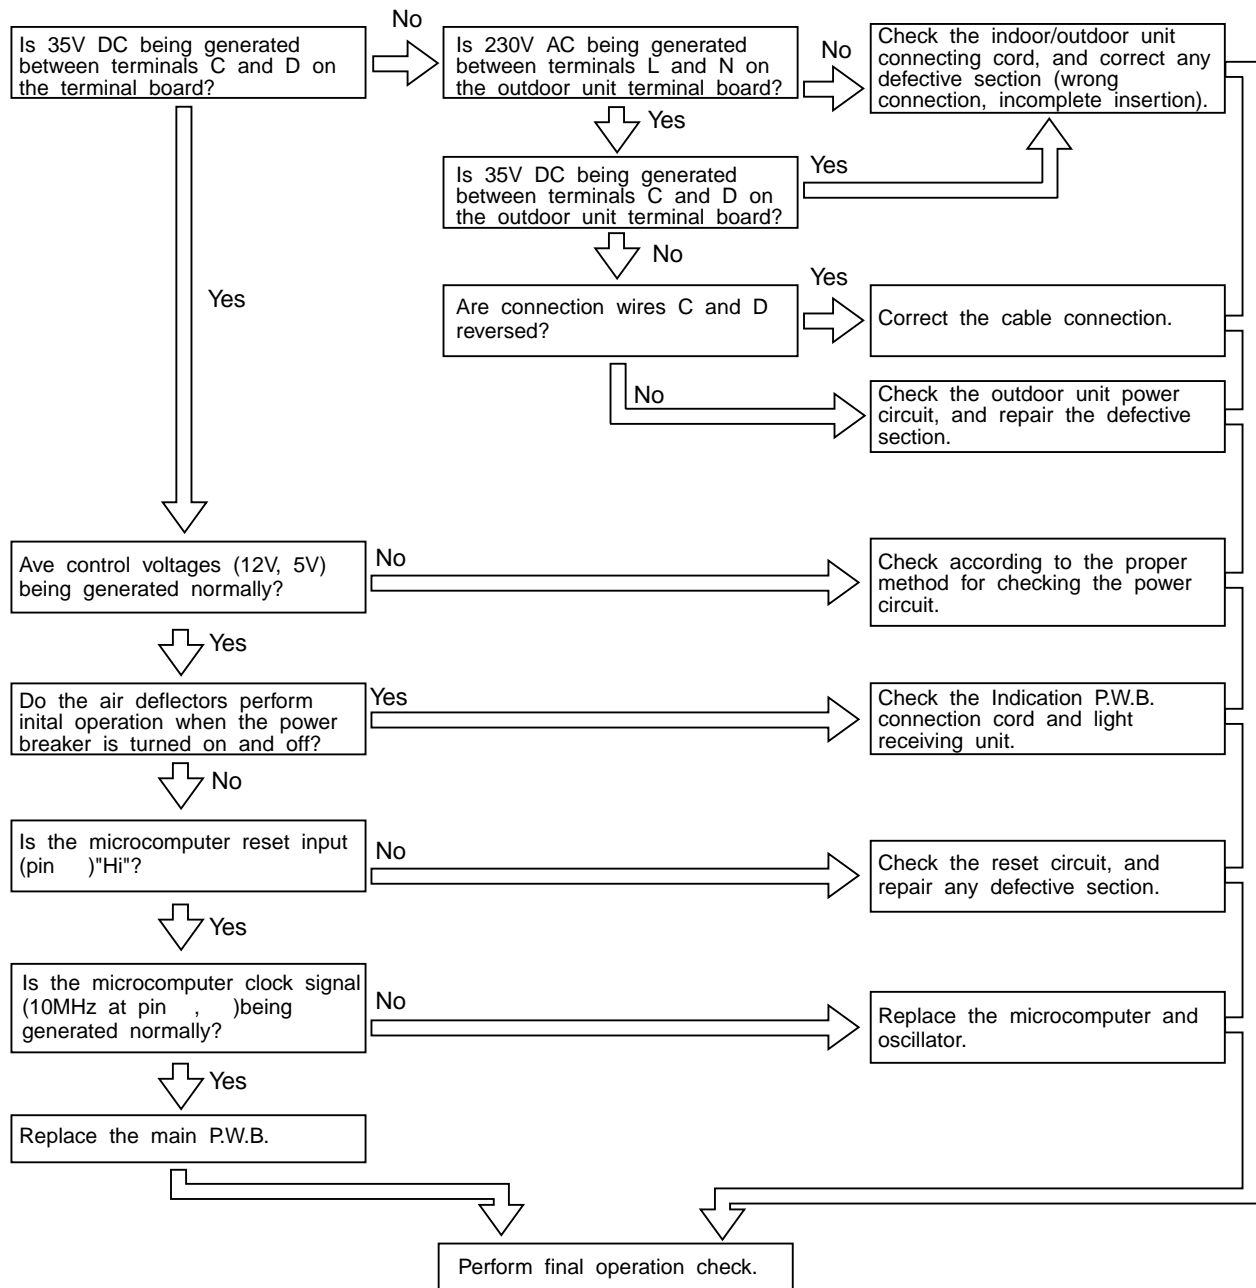 Is 35V DC being generated
between terminals C and D on
the terminal board?
No
Is 230V AC being generated
between terminals L and N on
the outdoor unit terminal board?
No
Check the indoor/outdoor unit
connecting cord, and correct any
defective section (wrong
connection, incomplete insertion).
Yes
Is 35V DC being generated
between terminals C and D on
the outdoor unit terminal board?
Yes
No
Yes
Are connection wires C and D
reversed?
Yes
Correct the cable connection.
No
Check the outdoor unit power
circuit, and repair the defective
section.
Ave control voltages (12V, 5V)
being generated normally?
No
Check according to the proper
method for checking the power
circuit.
Yes
Do the air deflectors perform
inital operation when the power
breaker is turned on and off?
Yes
Check the Indication P.W.B.
connection cord and light
receiving unit.
No
Is the microcomputer reset input
(pin )"Hi"?
No
Check the reset circuit, and
repair any defective section.
Yes
Is the microcomputer clock signal
(10MHz at pin , )being
generated normally?
No
Replace the microcomputer and
oscillator.
Yes
Replace the main P.W.B.
Perform final operation check.